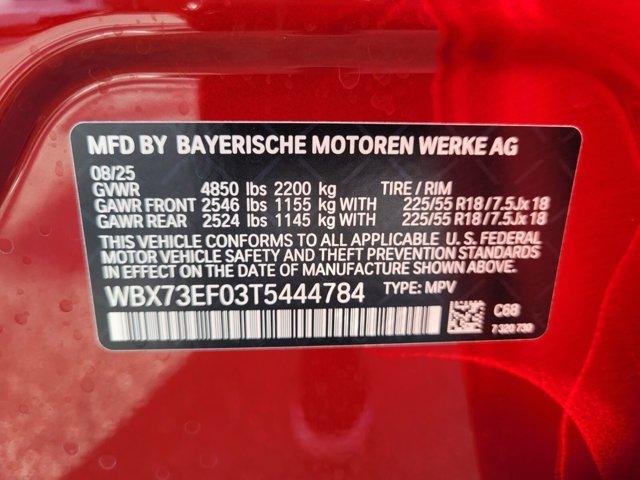 MFD BY BAYERISCHE MOTOREN WERKE AG
08/25
GVWR 4850 lbs 2200 kg TIRE / RIM
GAWR FRONT 2546 lbs 1155 kg WITH 225/55 R18 / 7.5Jx18
GAWR REAR 2524 lbs 1145 kg WITH 225/55 R18 / 7.5Jx18
THIS VEHICLE CONFORMS TO ALL APPLICABLE U.S. FEDERAL
MOTOR VEHICLE SAFETY AND THEFT PREVENTION STANDARDS
IN EFFECT ON THE DATE OF MANUFACTURE SHOWN ABOVE.
WBX73EF03T5444784 TYPE: MPV
C68
7 320 730